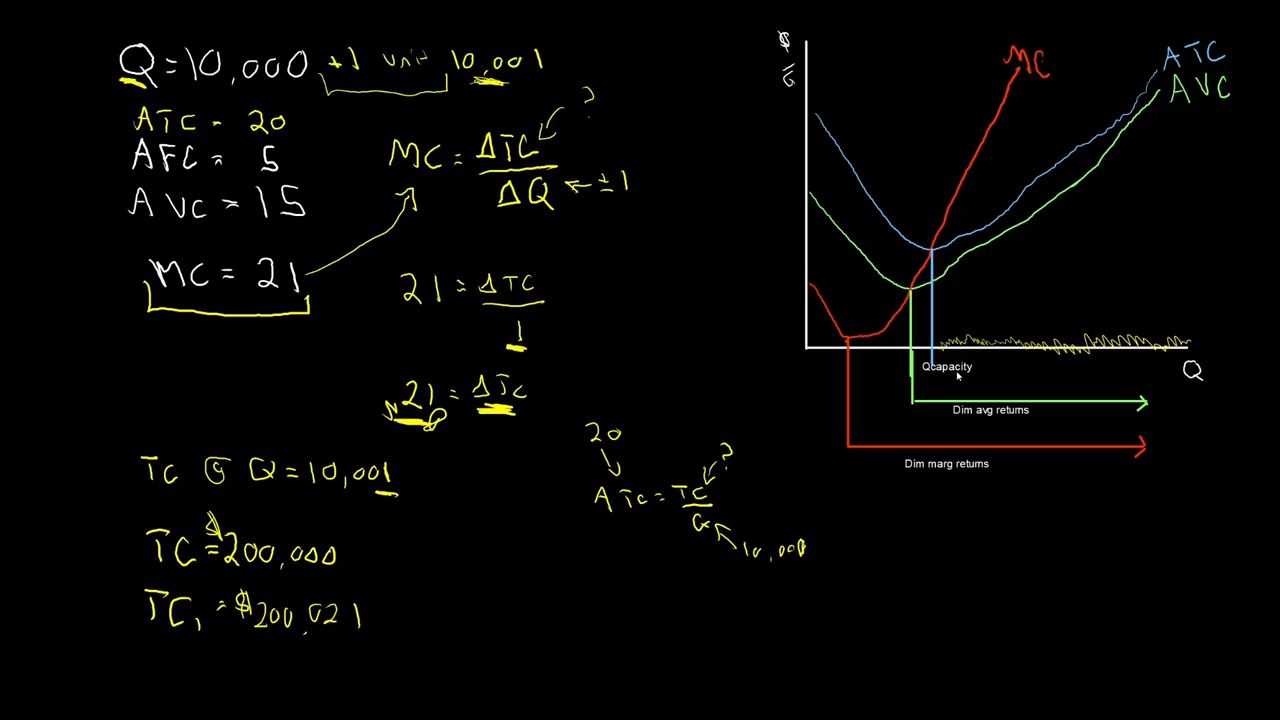 Q = 10,000 +1 unit 10,001
ATC = 20
AFC = 5
AVC = 15
MC = 21
?
MC = ΔTC / ΔQ ← ±1
21 = ΔTC / 1
21 = ΔTC
TC @ Q = 10,001
TC = $200,000
TC₁ = $200,021
20
?
ATC = TC / Q
10,000
$
MC
ATC
AVC
Q
Qcapacity
Dim avg returns
Dim marg returns